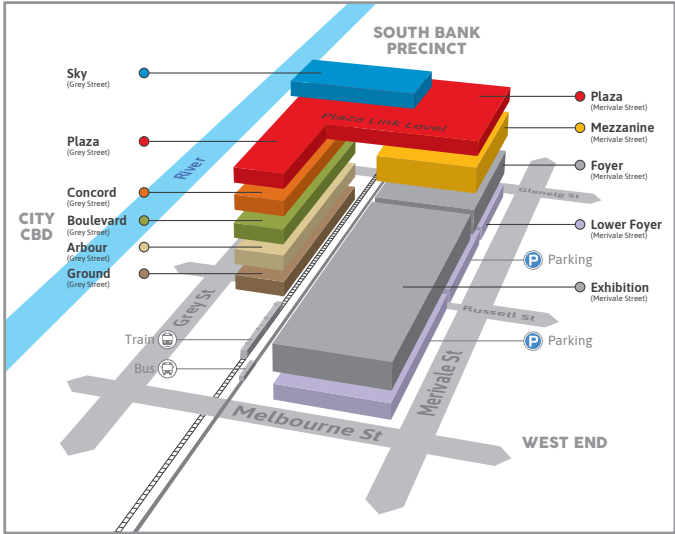 SOUTH BANK
PRECINCT
Sky
(Grey Street)
Plaza
(Merivale Street)
Plaza Link Level
Mezzanine
(Merivale Street)
Plaza
(Grey Street)
River
Foyer
(Merivale Street)
Concord
(Grey Street)
Glenelg St
CITY
CBD
Boulevard
(Grey Street)
Lower Foyer
(Merivale Street)
Arbour
(Grey Street)
P Parking
Ground
(Grey Street)
Exhibition
(Merivale Street)
Grey St
Russell St
Train
P Parking
Bus
Merivale St
Melbourne St
WEST END